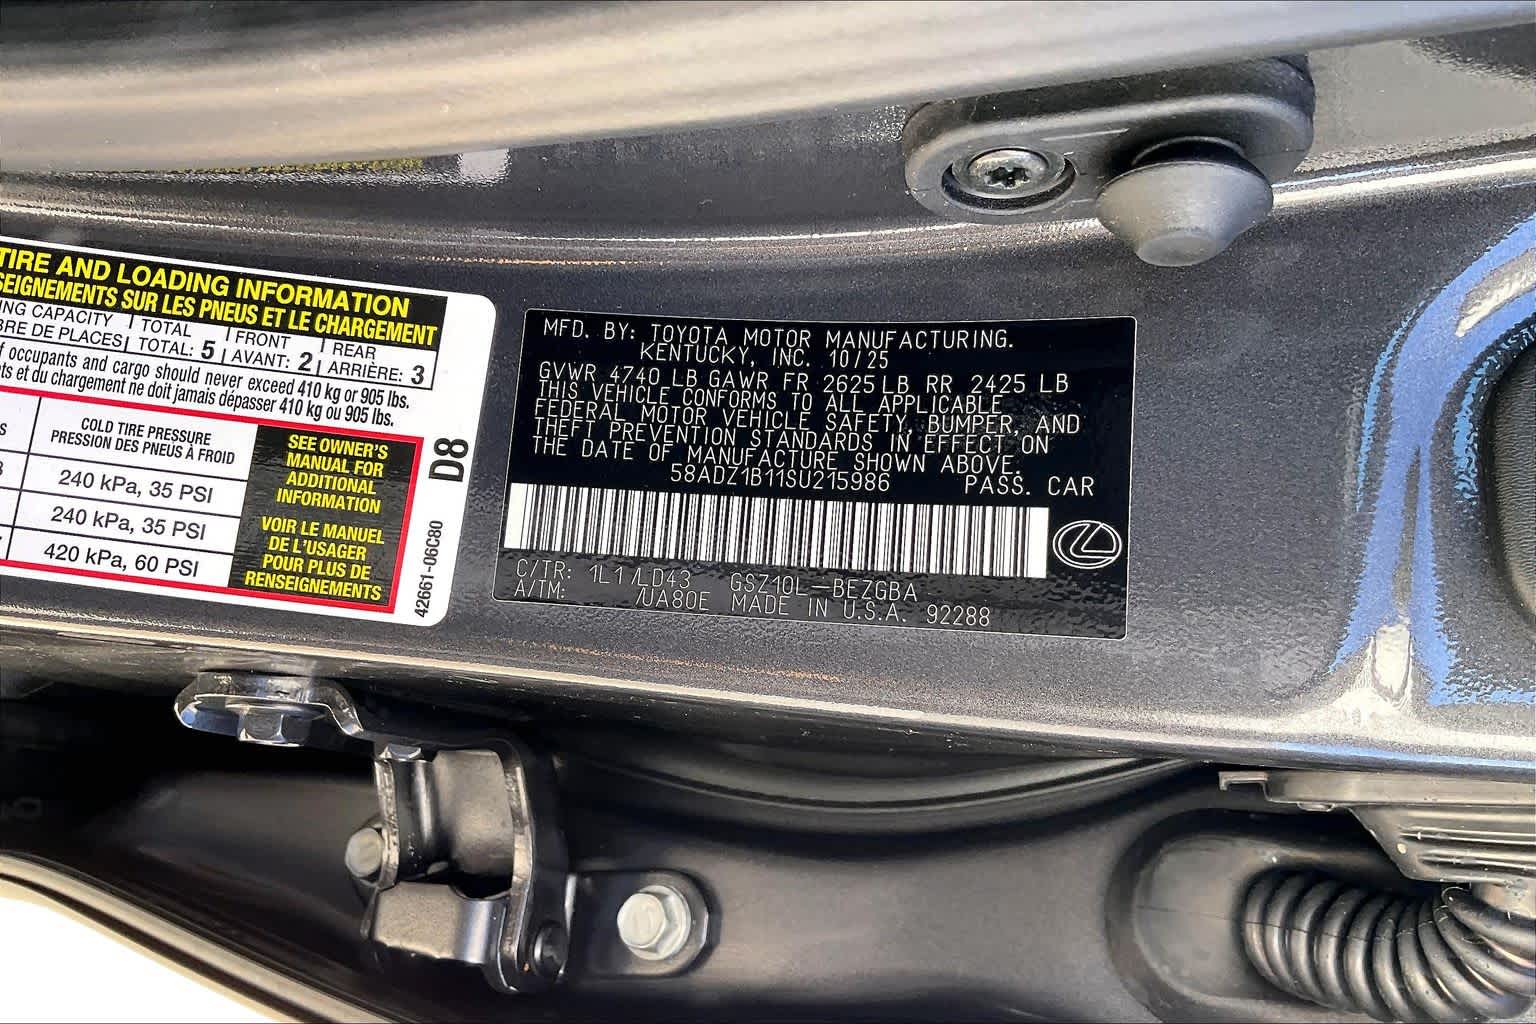 TIRE AND LOADING INFORMATION
SEIGNEMENTS SUR LES PNEUS ET LE CHARGEMENT
CAPACITY TOTAL FRONT REAR
DE PLACES TOTAL: 5 AVANT: 2 ARRIÈRE: 3
of occupants and cargo should never exceed 410 kg or 905 lbs.
et du chargement ne doit jamais dépasser 410 kg ou 905 lbs.
COLD TIRE PRESSURE
PRESSION DES PNEUS À FROID
240 kPa, 35 PSI
240 kPa, 35 PSI
420 kPa, 60 PSI
SEE OWNER'S
MANUAL FOR
ADDITIONAL
INFORMATION
VOIR LE MANUEL
DE L'USAGER
POUR PLUS DE
RENSEIGNEMENTS
D8
42661-06C80
MFD. BY: TOYOTA MOTOR MANUFACTURING.
KENTUCKY, INC. 10/25
GVWR 4740 LB GAWR FR 2625 LB RR 2425 LB
THIS VEHICLE CONFORMS TO ALL APPLICABLE
FEDERAL MOTOR VEHICLE SAFETY, BUMPER, AND
THEFT PREVENTION STANDARDS IN EFFECT ON
THE DATE OF MANUFACTURE SHOWN ABOVE.
58ADZ1B11SU215986 PASS. CAR
C/TR: 1L1/LD43 GSZ10L-BEZGBA
A/TM: /UA80E MADE IN U.S.A. 92288